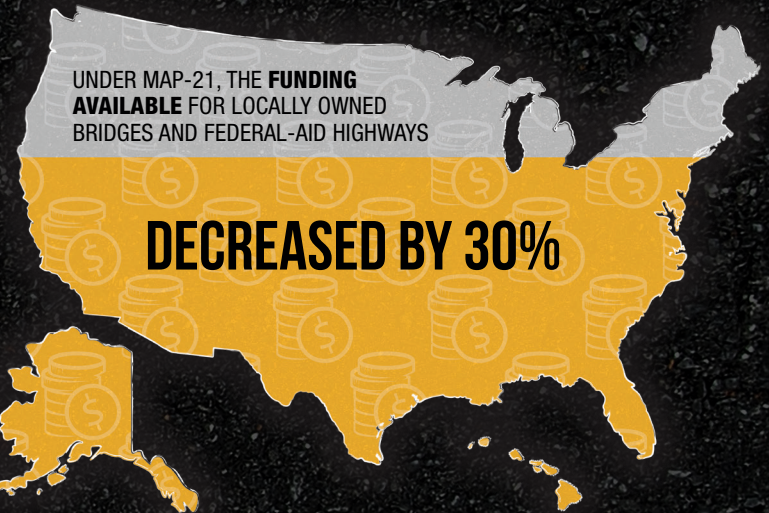 UNDER MAP-21, THE FUNDING
AVAILABLE FOR LOCALLY OWNED
BRIDGES AND FEDERAL-AID HIGHWAYS
DECREASED BY 30%